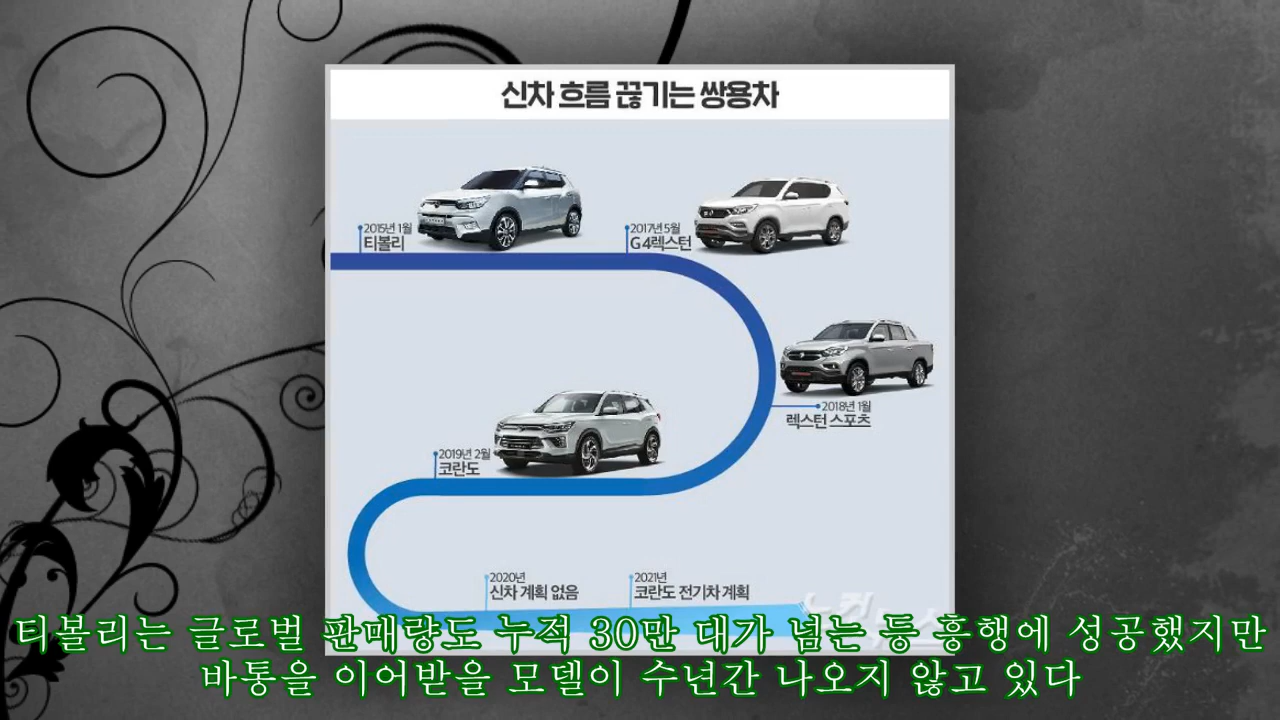 신차 흐름 끊기는 쌍용차
2015년 1월
티볼리
2017년 5월
G4렉스턴
2018년 1월
렉스턴 스포츠
2019년 2월
코란도
2020년
신차 계획 없음
2021년
코란도 전기차 계획
티볼리는 글로벌 판매량도 누적 30만 대가 넘는 등 흥행에 성공했지만
바통을 이어받을 모델이 수년간 나오지 않고 있다